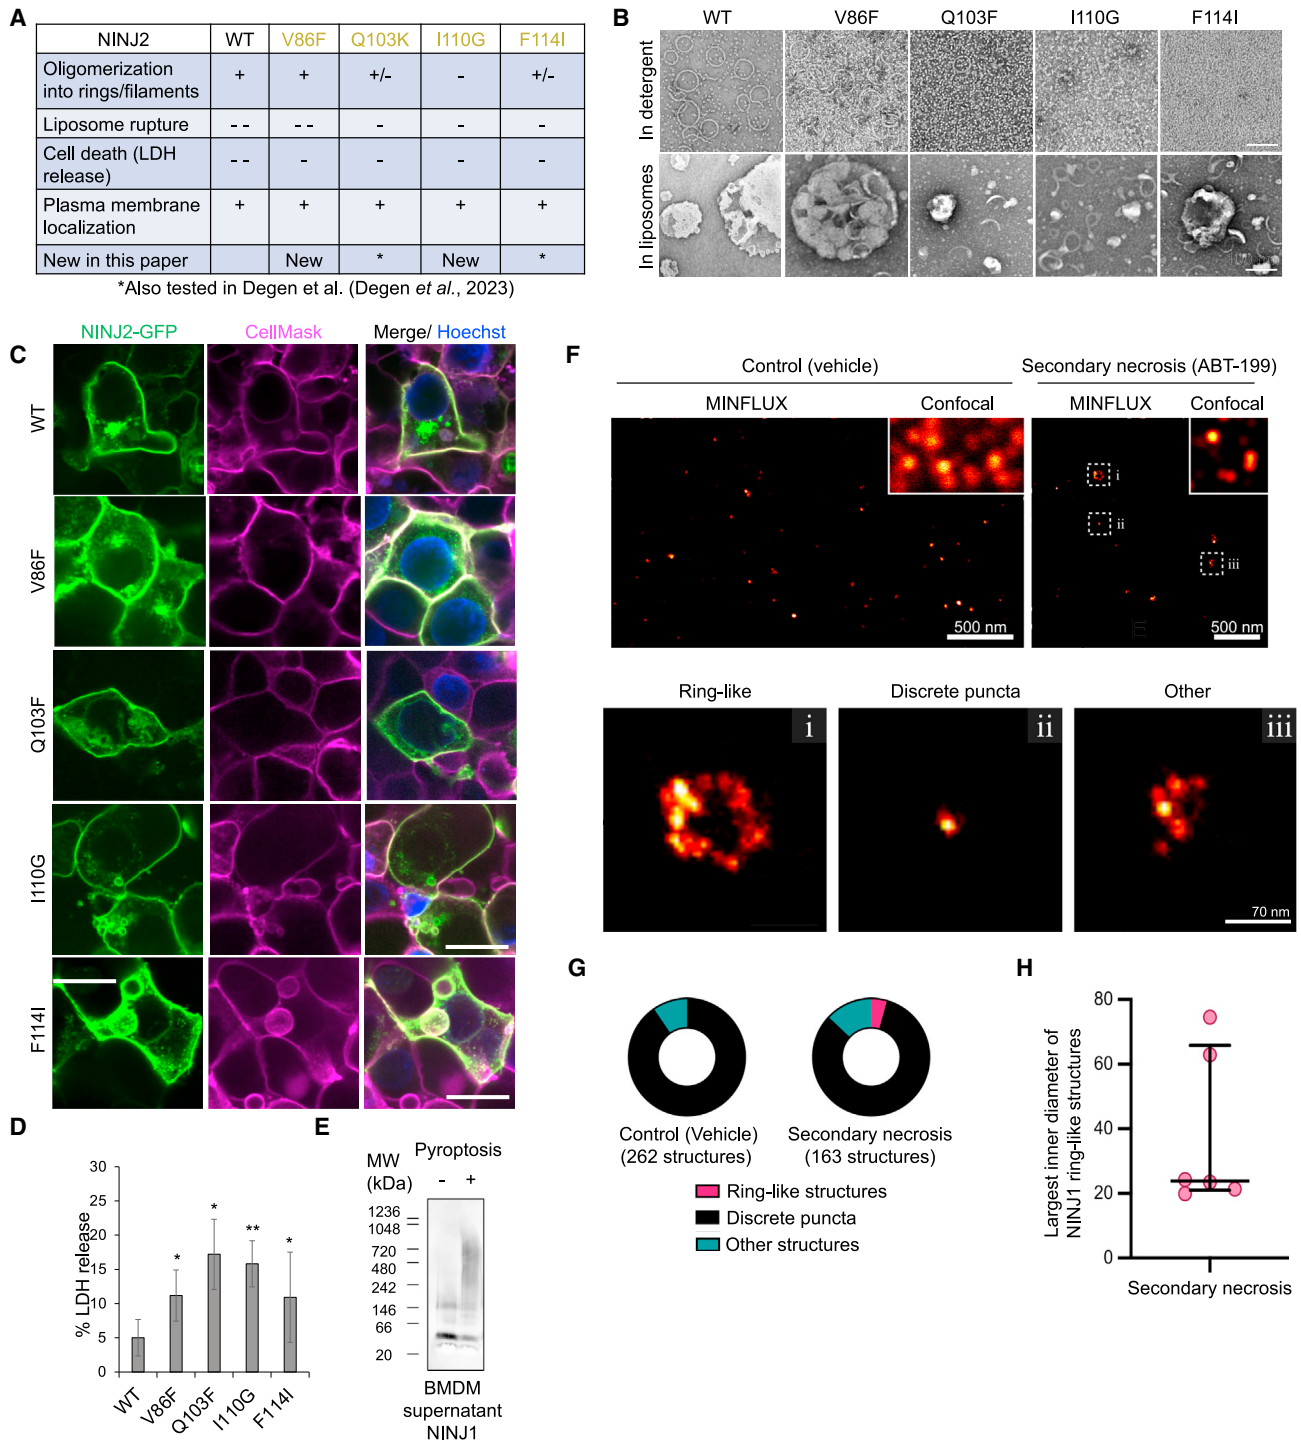 A
NINJ2 WT V86F Q103K I110G F114I
Oligomerization into rings/filaments + + +/- - +/-
Liposome rupture -- -- - - -
Cell death (LDH release) -- - - - -
Plasma membrane localization + + + + +
New in this paper New * New *
*Also tested in Degen et al. (Degen et al., 2023)
B
WT V86F Q103F I110G F114I
In detergent
In liposomes
C
NINJ2-GFP CellMask Merge/ Hoechst
WT
V86F
Q103F
I110G
F114I
D
% LDH release
30
25
20
15
10
5
0
* * ** *
WT V86F Q103F I110G F114I
E
Pyroptosis
MW (kDa) - +
1236
1048
720
480
242
146
66
20
BMDM
supernatant
NINJ1
F
Control (vehicle) Secondary necrosis (ABT-199)
MINFLUX Confocal MINFLUX Confocal
i
ii
iii
E
500 nm 500 nm
Ring-like Discrete puncta Other
i ii iii
70 nm
G
Control (Vehicle) Secondary necrosis
(262 structures) (163 structures)
Ring-like structures
Discrete puncta
Other structures
H
Largest inner diameter of
NINJ1 ring-like structures
80
60
40
20
0
Secondary necrosis